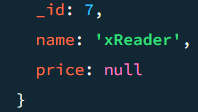 _id: 7,
name: 'xReader',
price: null
}